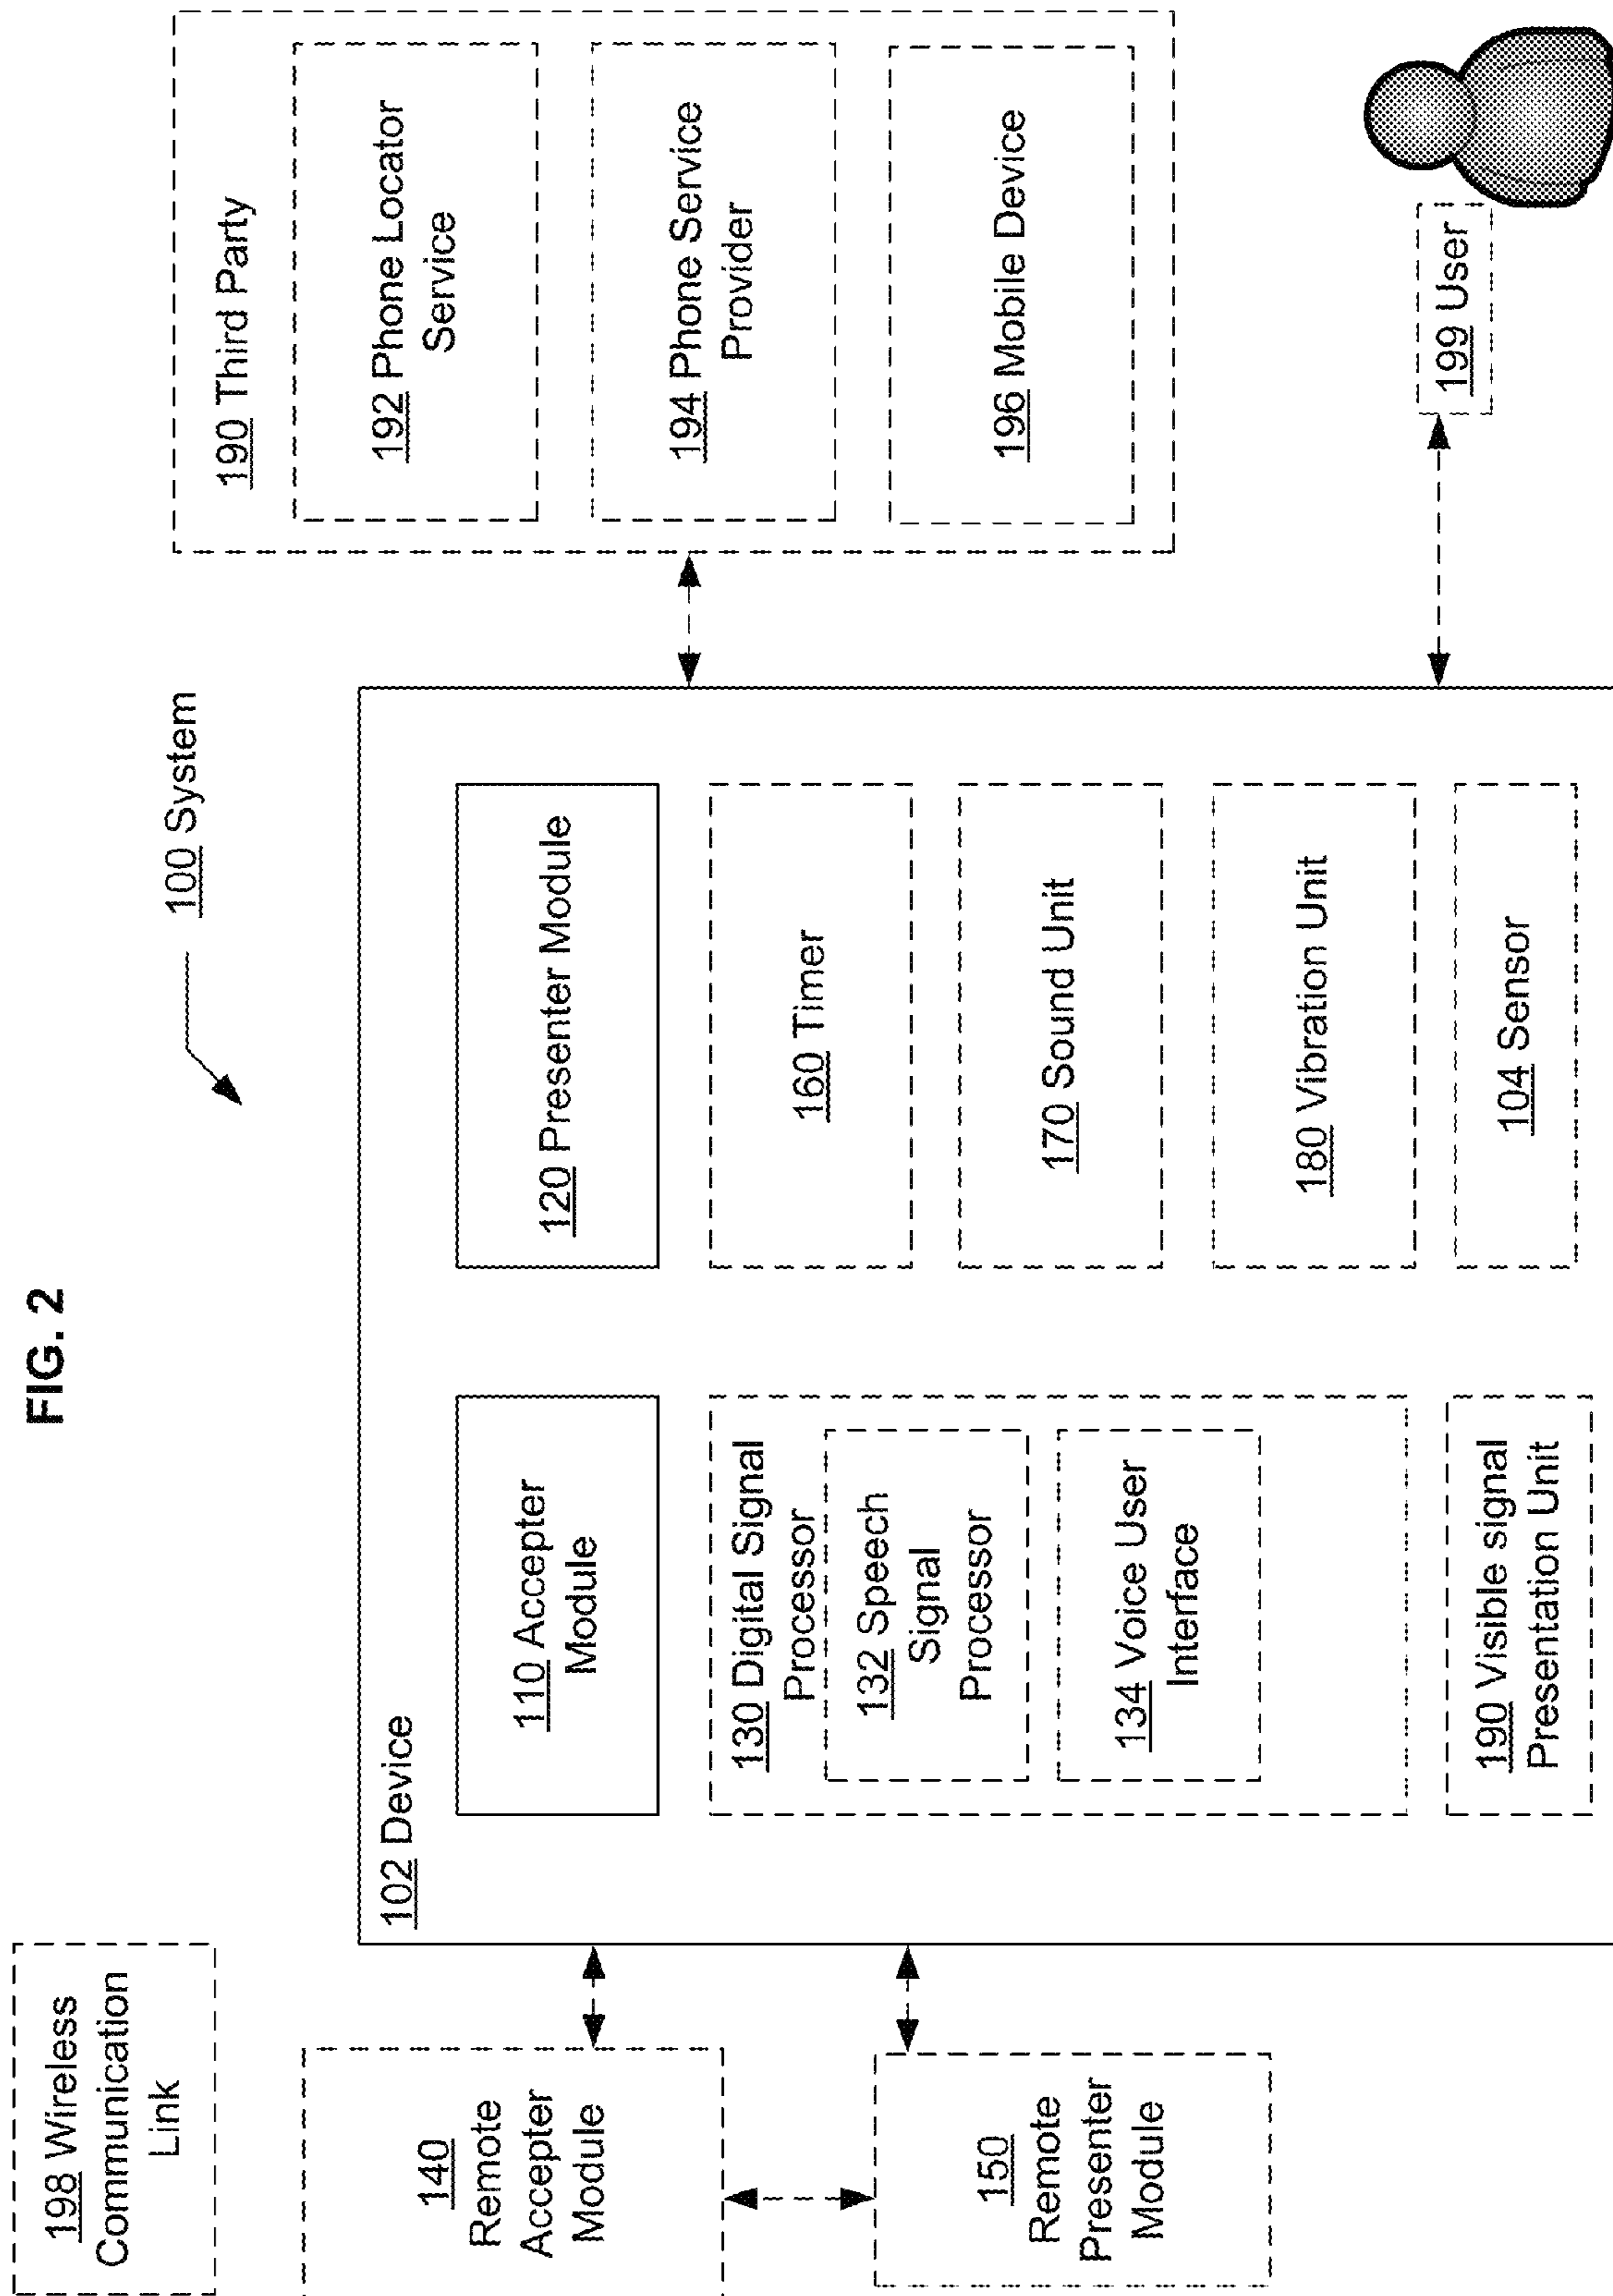 FIG. 2
100 System
198 Wireless
Communication
Link
140
Remote
Accepter
Module
150
Remote
Presenter
Module
102 Device
110 Accepter
Module
130 Digital Signal
Processor
132 Speech
Signal
Processor
134 Voice User
Interface
190 Visible signal
Presentation Unit
120 Presenter Module
160 Timer
170 Sound Unit
180 Vibration Unit
104 Sensor
190 Third Party
192 Phone Locator
Service
194 Phone Service
Provider
196 Mobile Device
199 User